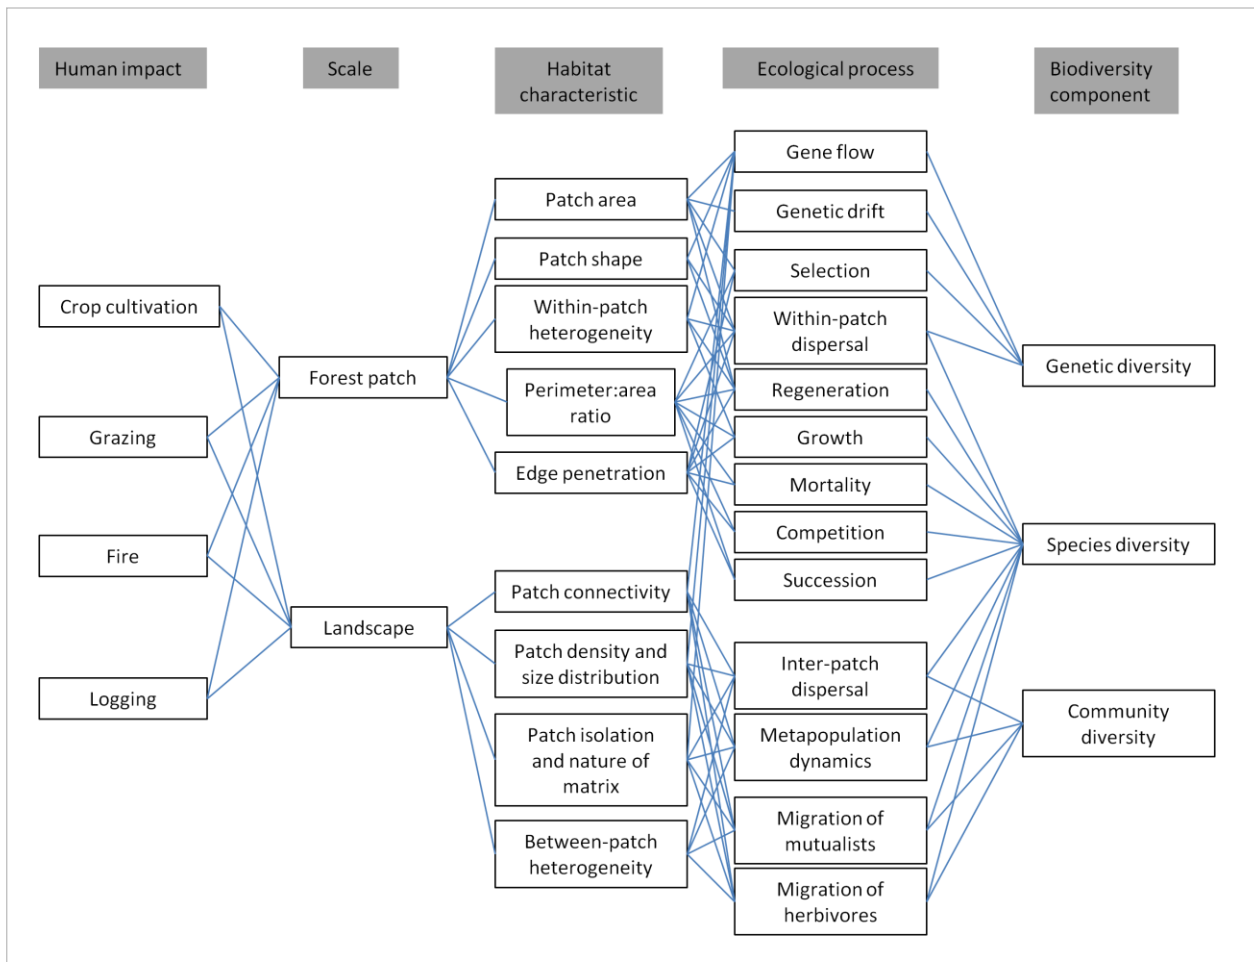 Human impact
Scale
Habitat
characteristic
Ecological process
Biodiversity
component
Crop cultivation
Grazing
Fire
Logging
Forest patch
Landscape
Patch area
Patch shape
Within-patch
heterogeneity
Perimeter:area
ratio
Edge penetration
Patch connectivity
Patch density and
size distribution
Patch isolation
and nature of
matrix
Between-patch
heterogeneity
Gene flow
Genetic drift
Selection
Within-patch
dispersal
Regeneration
Growth
Mortality
Competition
Succession
Inter-patch
dispersal
Metapopulation
dynamics
Migration of
mutualists
Migration of
herbivores
Genetic diversity
Species diversity
Community
diversity